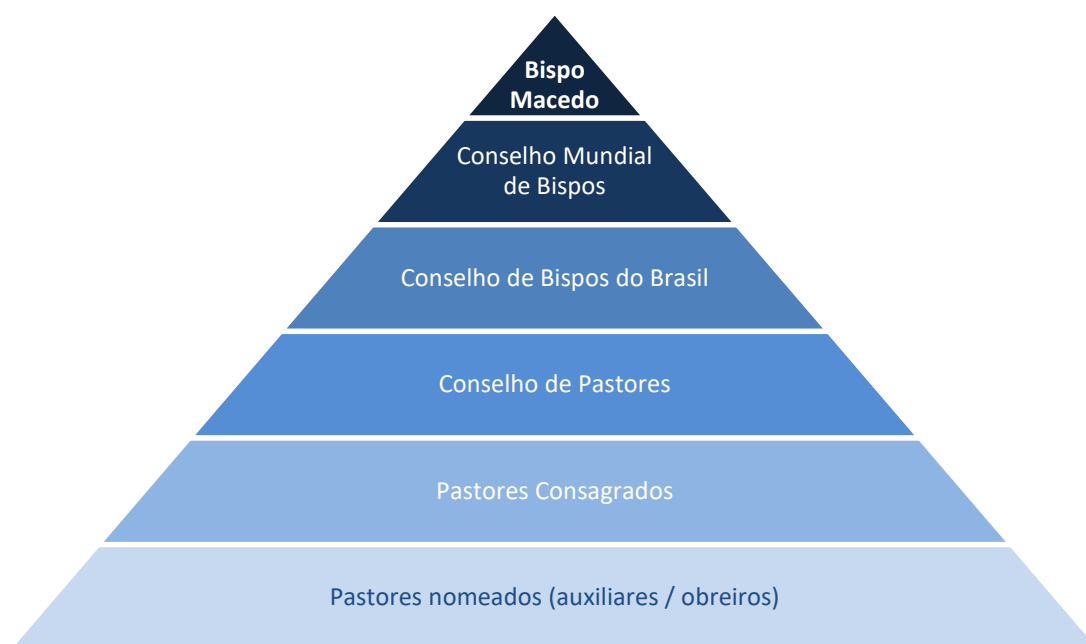 Bispo
Macedo
Conselho Mundial
de Bispos
Conselho de Bispos do Brasil
Conselho de Pastores
Pastores Consagrados
Pastores nomeados (auxiliares / obreiros)